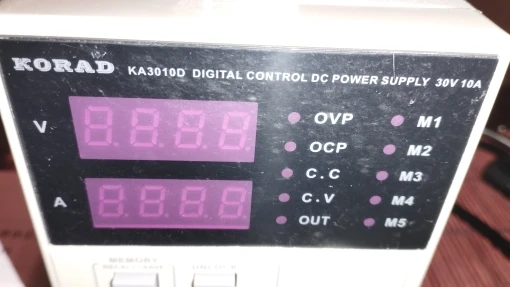 KORAD KA3010D DIGITAL CONTROL DC POWER SUPPLY 30V 10A
V 8.8.8.8 OVP M1
OCP M2
C.C M3
A 8.8.8.8 C.V M4
OUT M5
MEMORY